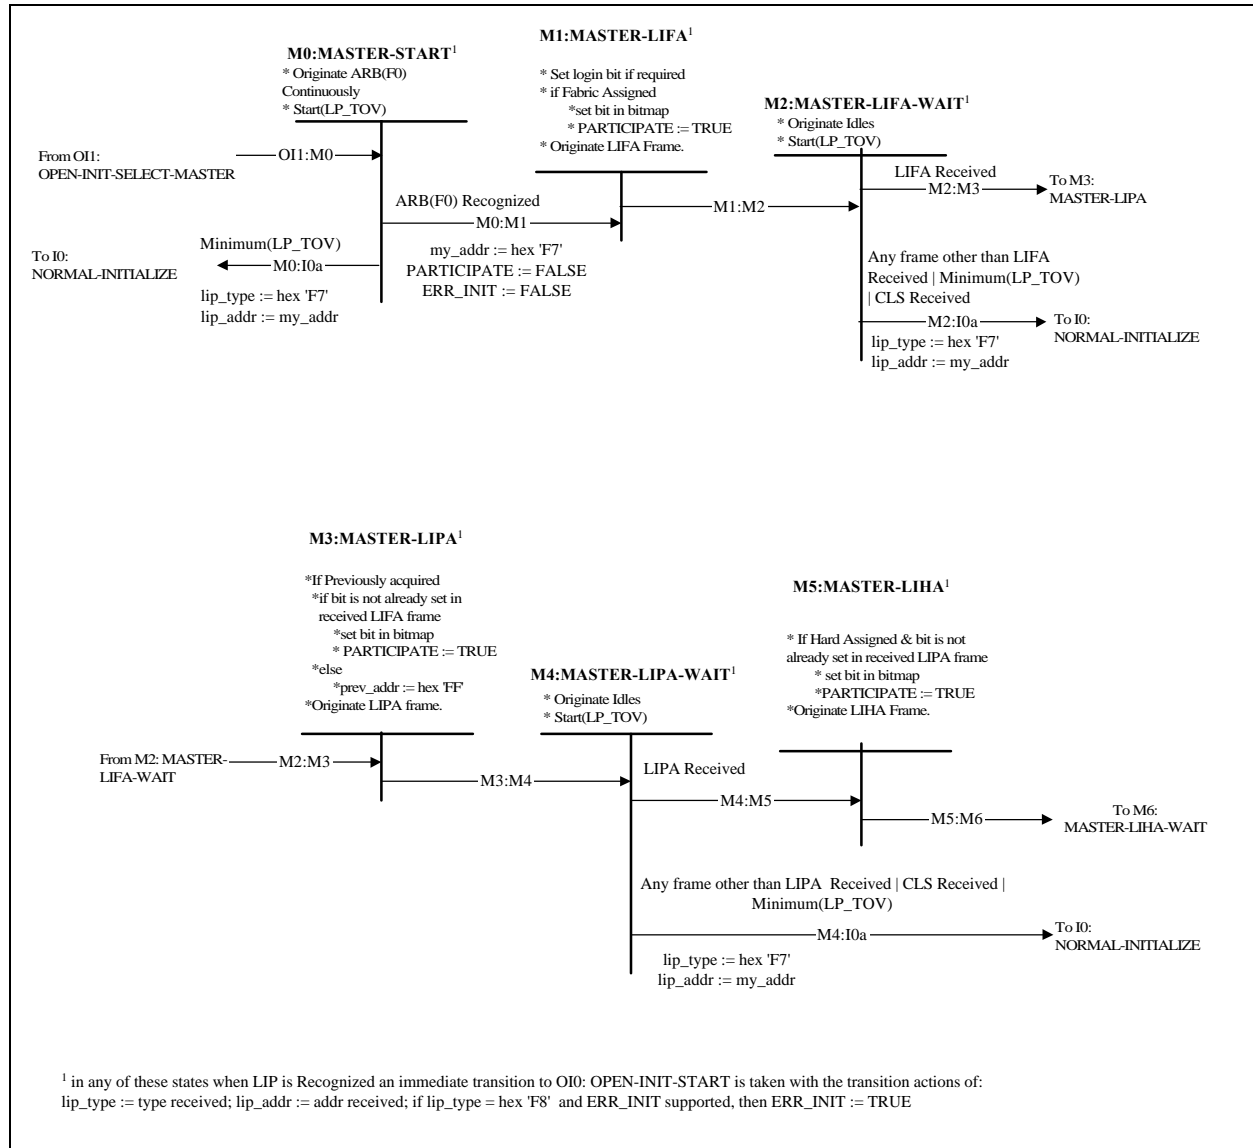 M0:MASTER-START1
* Originate ARB(F0)
Continuously
* Start(LP_TOV)
M1:MASTER-LIFA1
* Set login bit if required
* if Fabric Assigned
*set bit in bitmap
* PARTICIPATE := TRUE
* Originate LIFA Frame.
M2:MASTER-LIFA-WAIT1
* Originate Idles
* Start(LP_TOV)
From OI1:
OPEN-INIT-SELECT-MASTER
OI1:M0
ARB(F0) Recognized
M0:M1
my_addr := hex 'F7'
PARTICIPATE := FALSE
ERR_INIT := FALSE
M1:M2
LIFA Received
M2:M3
To M3:
MASTER-LIPA
To I0:
NORMAL-INITIALIZE
Minimum(LP_TOV)
M0:I0a
lip_type := hex 'F7'
lip_addr := my_addr
Any frame other than LIFA
Received | Minimum(LP_TOV)
| CLS Received
M2:I0a
lip_type := hex 'F7'
lip_addr := my_addr
To I0:
NORMAL-INITIALIZE
M3:MASTER-LIPA1
*If Previously acquired
*if bit is not already set in
received LIFA frame
*set bit in bitmap
* PARTICIPATE := TRUE
*else
*prev_addr := hex 'FF'
*Originate LIPA frame.
M4:MASTER-LIPA-WAIT1
* Originate Idles
* Start(LP_TOV)
M5:MASTER-LIHA1
* If Hard Assigned & bit is not
already set in received LIPA frame
* set bit in bitmap
*PARTICIPATE := TRUE
*Originate LIHA Frame.
From M2: MASTER-
LIFA-WAIT
M2:M3
M3:M4
LIPA Received
M4:M5
M5:M6
To M6:
MASTER-LIHA-WAIT
Any frame other than LIPA Received | CLS Received |
Minimum(LP_TOV)
M4:I0a
lip_type := hex 'F7'
lip_addr := my_addr
To I0:
NORMAL-INITIALIZE
1 in any of these states when LIP is Recognized an immediate transition to OI0: OPEN-INIT-START is taken with the transition actions of:
lip_type := type received; lip_addr := addr received; if lip_type = hex 'F8' and ERR_INIT supported, then ERR_INIT := TRUE